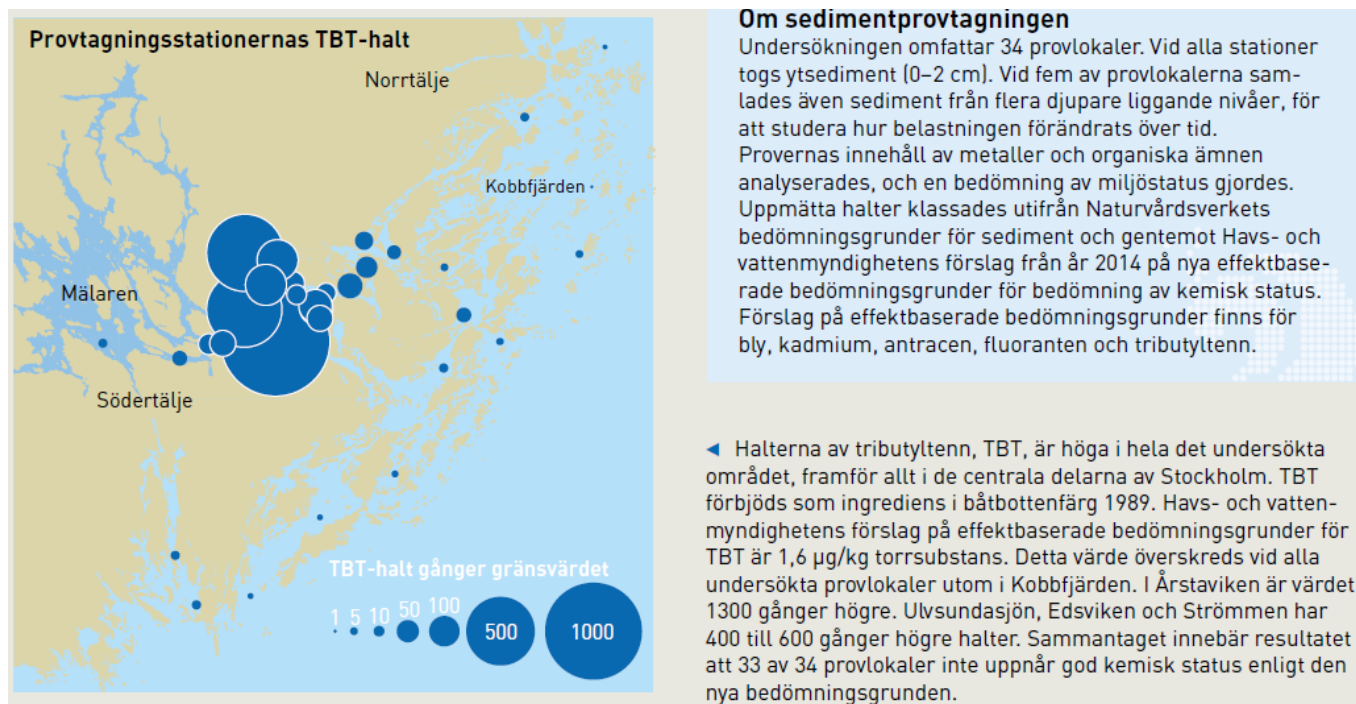 Provtagningsstationernas TBT-halt
Norrtälje
Kobbfjärden
Mälaren
Södertälje
TBT-halt gånger gränsvärdet
1 5 10 50 100 500 1000
Om sedimentprovtagningen
Undersökningen omfattar 34 provlokaler. Vid alla stationer
togs ytsediment (0–2 cm). Vid fem av provlokalerna sam-
lades även sediment från flera djupare liggande nivåer, för
att studera hur belastningen förändrats över tid.
Provernas innehåll av metaller och organiska ämnen
analyserades, och en bedömning av miljöstatus gjordes.
Uppmätta halter klassades utifrån Naturvårdsverkets
bedömningsgrunder för sediment och gentemot Havs- och
vattenmyndighetens förslag från år 2014 på nya effektbase-
rade bedömningsgrunder för bedömning av kemisk status.
Förslag på effektbaserade bedömningsgrunder finns för
bly, kadmium, antracen, fluoranten och tributyltenn.
◄ Halterna av tributyltenn, TBT, är höga i hela det undersökta
området, framför allt i de centrala delarna av Stockholm. TBT
förbjöds som ingrediens i båtbottenfärg 1989. Havs- och vatten-
myndighetens förslag på effektbaserade bedömningsgrunder för
TBT är 1,6 µg/kg torrsubstans. Detta värde överskreds vid alla
undersökta provlokaler utom i Kobbfjärden. I Årstaviken är värdet
1300 gånger högre. Ulvsundasjön, Edsviken och Strömmen har
400 till 600 gånger högre halter. Sammantaget innebär resultatet
att 33 av 34 provlokaler inte uppnår god kemisk status enligt den
nya bedömningsgrunden.